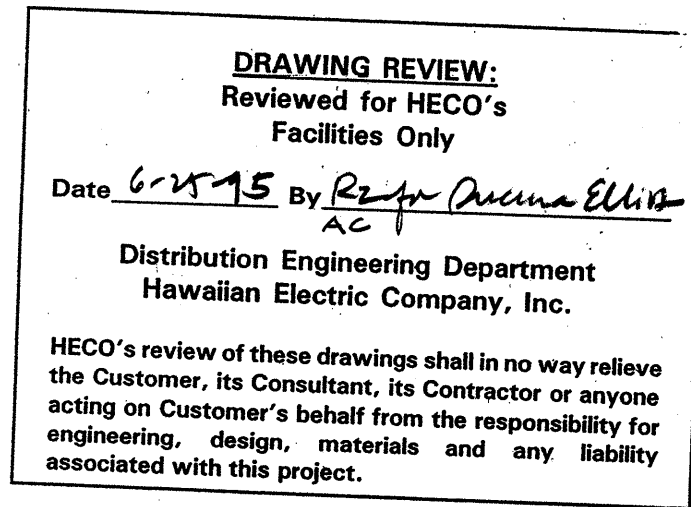 DRAWING REVIEW:
Reviewed for HECO's
Facilities Only
Date 6-25-95 By Ellis
AC
Distribution Engineering Department
Hawaiian Electric Company, Inc.
HECO's review of these drawings shall in no way relieve
the Customer, its Consultant, its Contractor or anyone
acting on Customer's behalf from the responsibility for
engineering, design, materials and any liability
associated with this project.